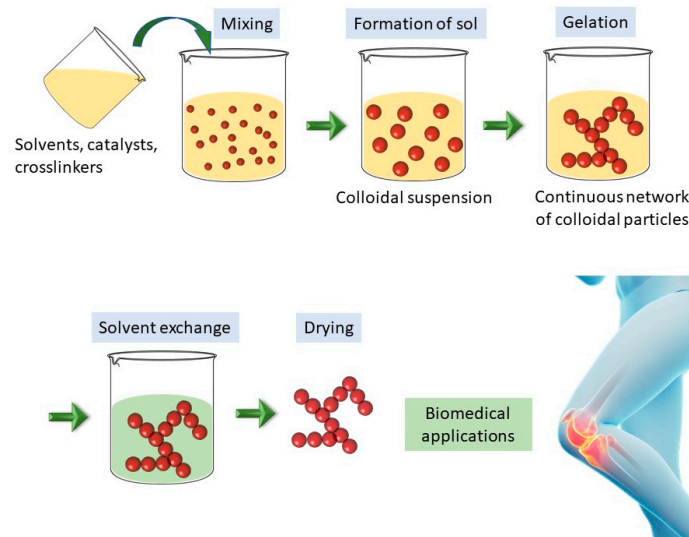 Mixing
Formation of sol
Gelation
Solvents, catalysts,
crosslinkers
Colloidal suspension
Continuous network
of colloidal particles
Solvent exchange
Drying
Biomedical
applications